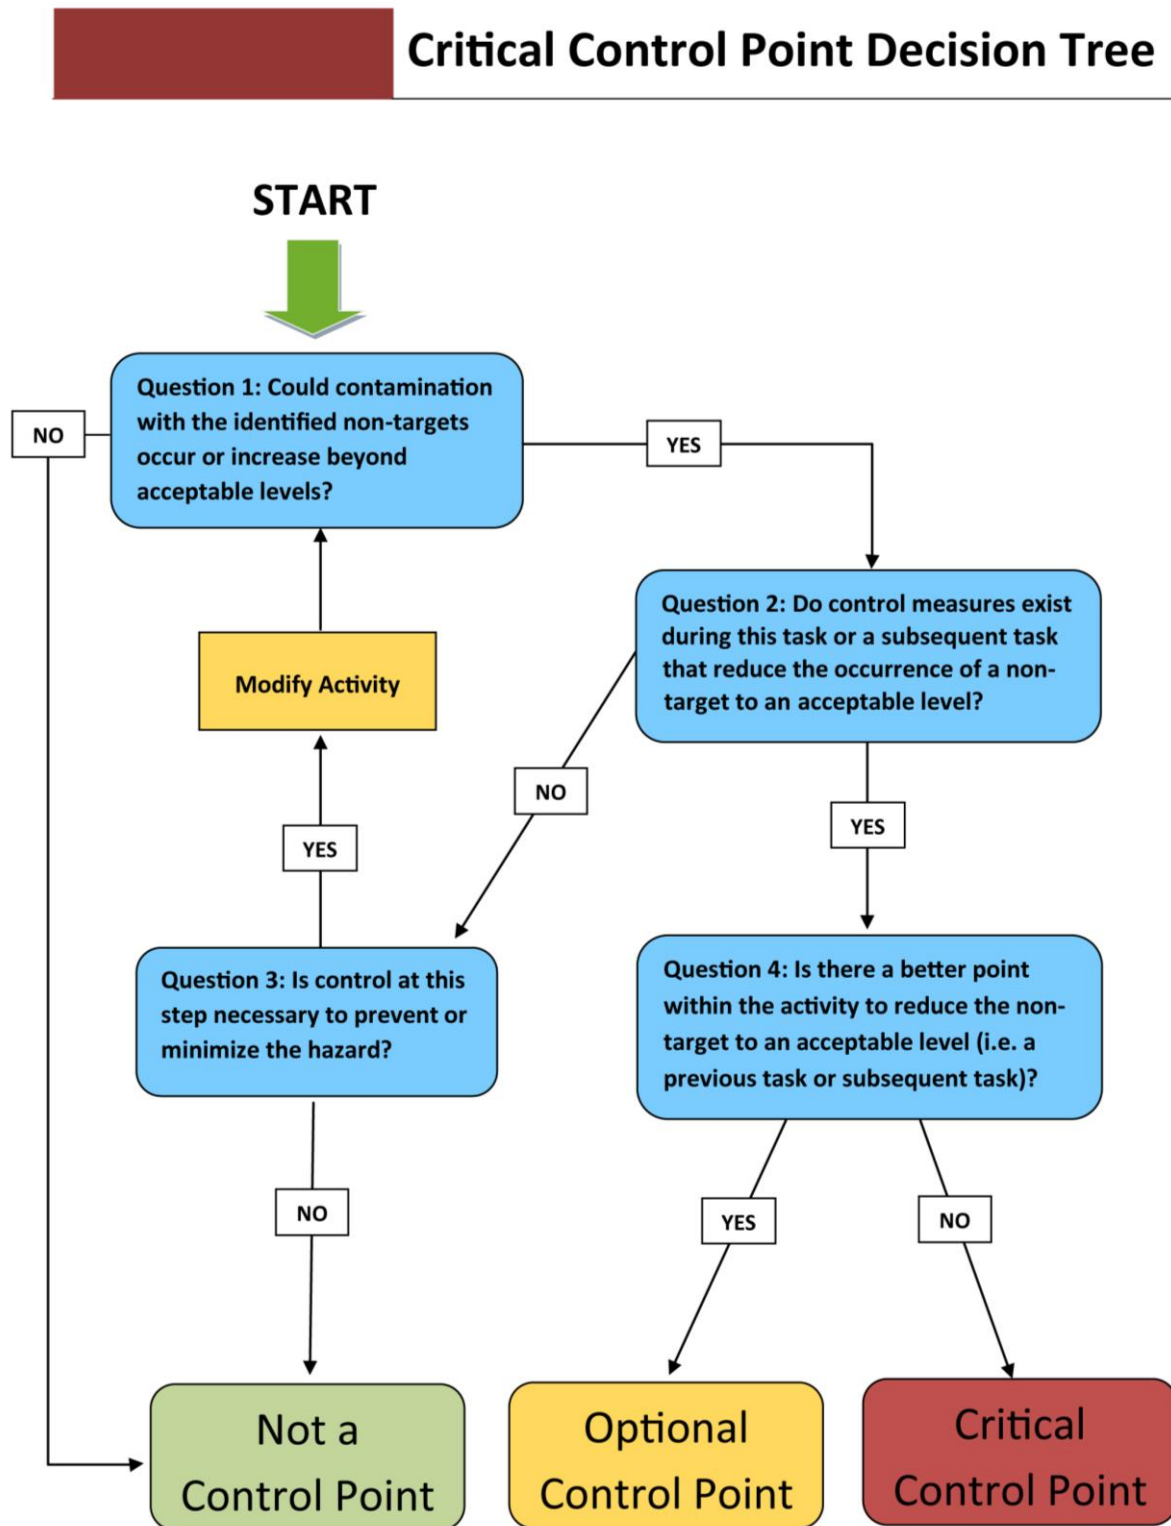 Critical Control Point Decision Tree
START
Question 1: Could contamination
with the identified non-targets
occur or increase beyond
acceptable levels?
NO
YES
Question 2: Do control measures exist
during this task or a subsequent task
that reduce the occurrence of a non-
target to an acceptable level?
Modify Activity
NO
YES
YES
Question 3: Is control at this
step necessary to prevent or
minimize the hazard?
Question 4: Is there a better point
within the activity to reduce the non-
target to an acceptable level (i.e. a
previous task or subsequent task)?
NO
YES
NO
Not a
Control Point
Optional
Control Point
Critical
Control Point